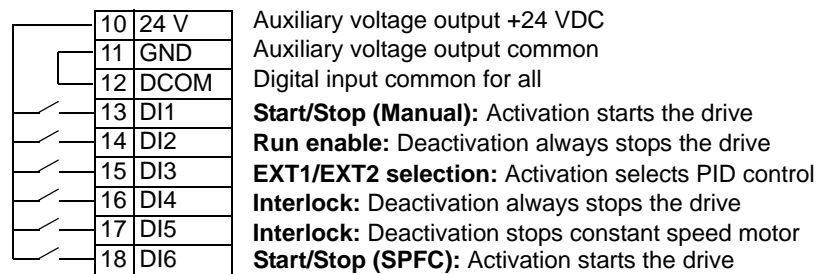 10 24 V Auxiliary voltage output +24 VDC
11 GND Auxiliary voltage output common
12 DCOM Digital input common for all
13 DI1 Start/Stop (Manual): Activation starts the drive
14 DI2 Run enable: Deactivation always stops the drive
15 DI3 EXT1/EXT2 selection: Activation selects PID control
16 DI4 Interlock: Deactivation always stops the drive
17 DI5 Interlock: Deactivation stops constant speed motor
18 DI6 Start/Stop (SPFC): Activation starts the drive